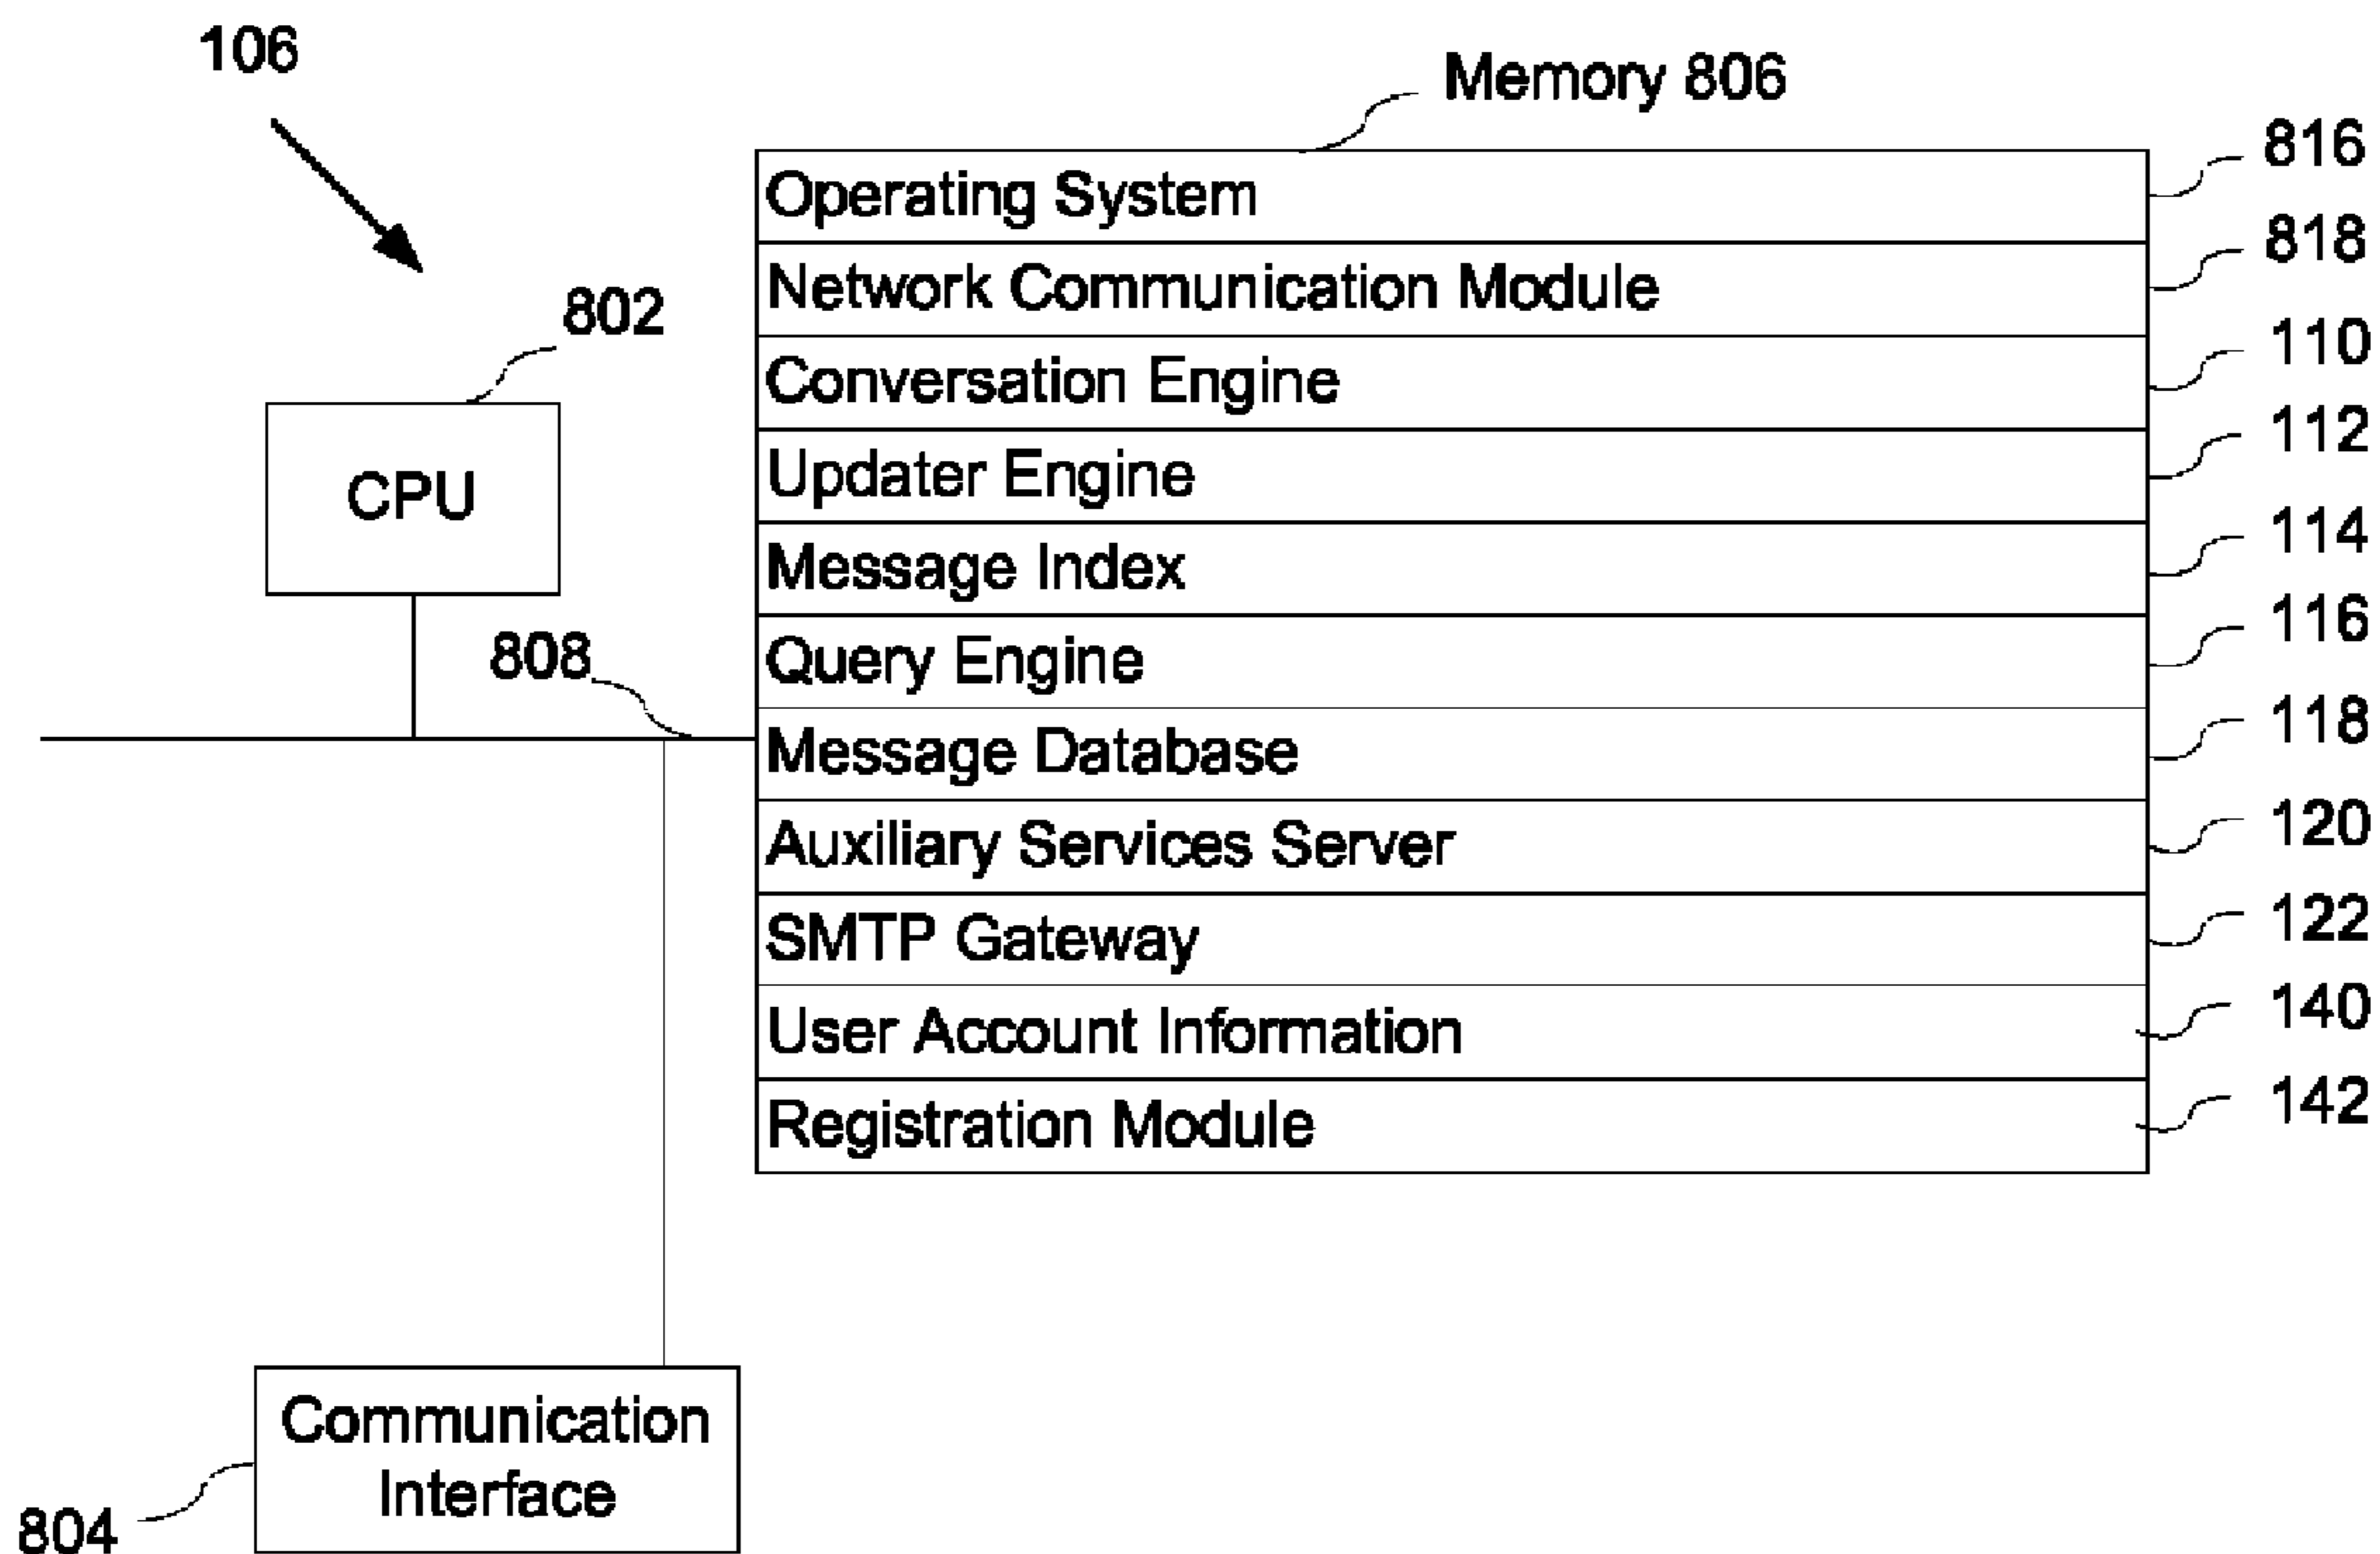 106
Memory 806
Operating System 816
Network Communication Module 818
802
Conversation Engine 110
Updater Engine 112
CPU
Message Index 114
808
Query Engine 116
Message Database 118
Auxiliary Services Server 120
SMTP Gateway 122
User Account Information 140
Registration Module 142
Communication
Interface
804